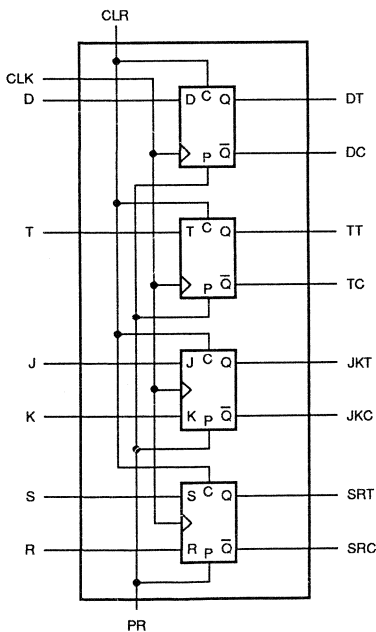 CLR
CLK
D D C Q DT
P Q̅ DC
T T C Q TT
P Q̅ TC
J J C Q JKT
K K P Q̅ JKC
S S C Q SRT
R R P Q̅ SRC
PR